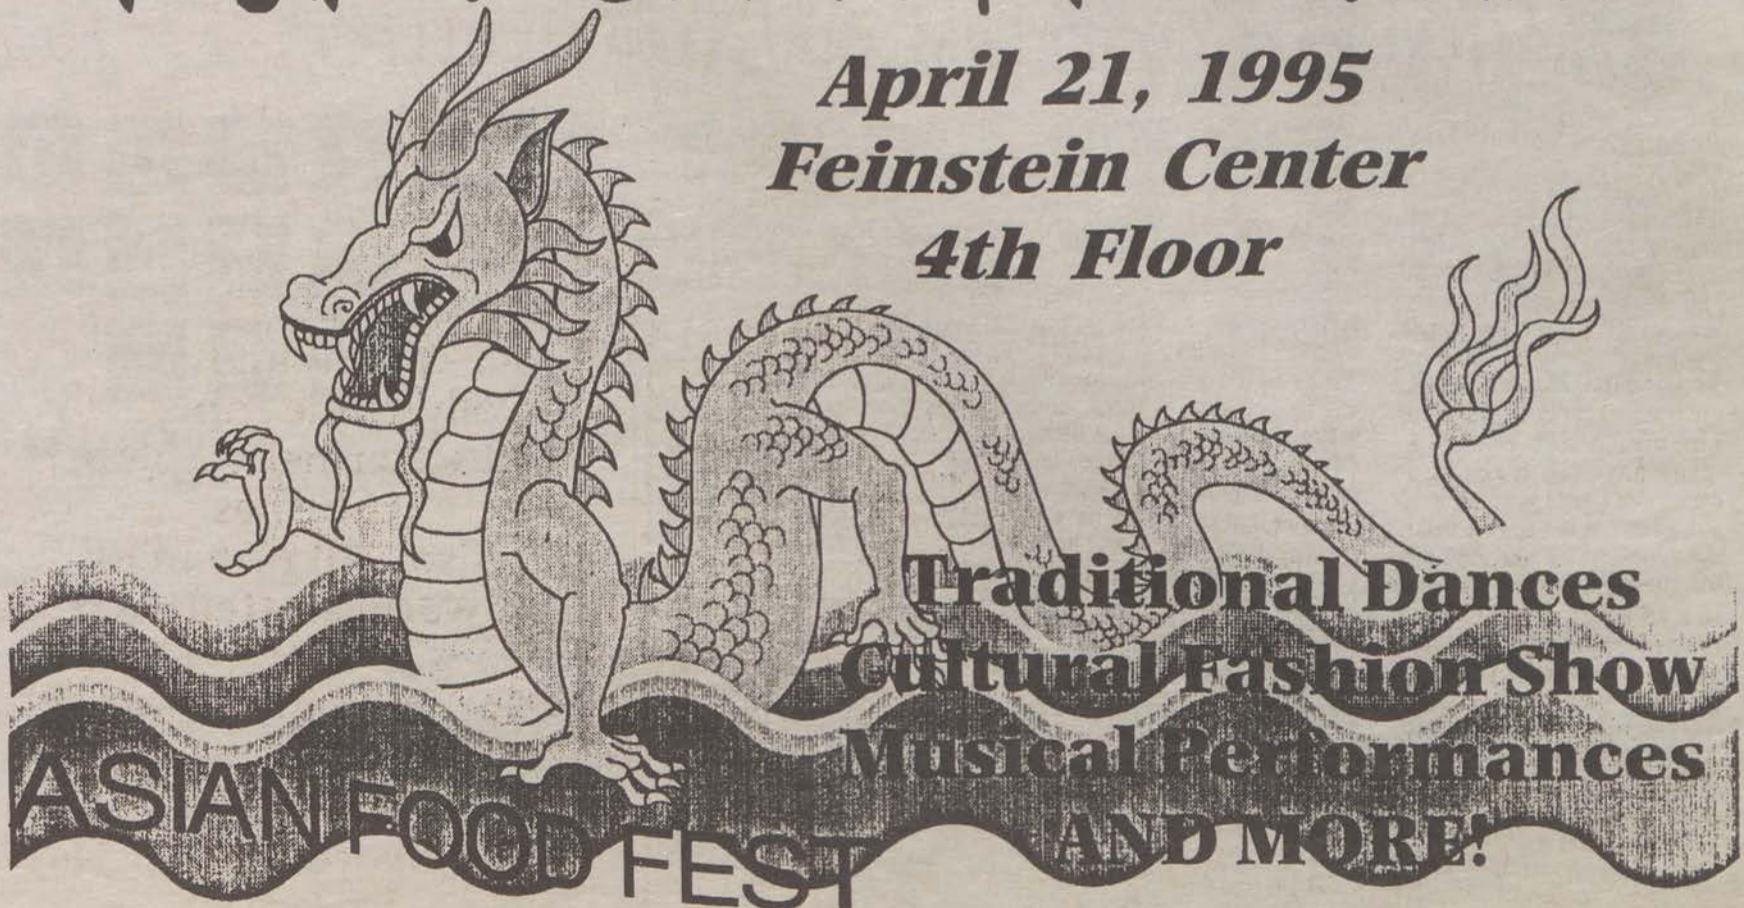 April 21, 1995
Feinstein Center
4th Floor
Traditional Dances
Cultural Fashion Show
Musical Performances
AND MORE!
ASIAN FOOD FEST